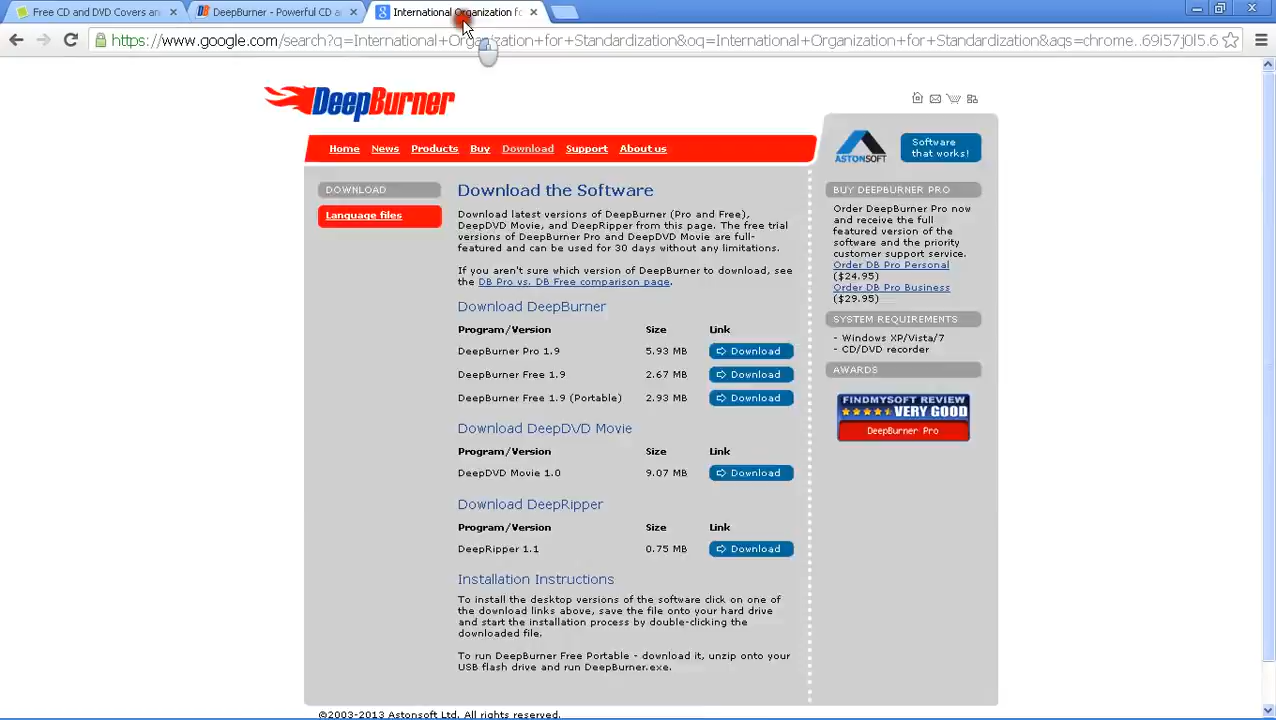 Free CD and DVD Covers an
DeepBurner - Powerful CD a
International Organization fo
https://www.google.com/search?q=International+Organization+for+Standardization&oq=International+Organization+for+Standardization&aqs=chrome..69i57j0l5.6
DeepBurner
Home News Products Buy Download Support About us
ASTONSOFT
Software
that works!
DOWNLOAD
Language files
Download the Software
Download latest versions of DeepBurner (Pro and Free),
DeepDVD Movie, and DeepRipper from this page. The free trial
versions of DeepBurner Pro and DeepDVD Movie are full-
featured and can be used for 30 days without any limitations.
If you aren't sure which version of DeepBurner to download, see
the DB Pro vs. DB Free comparison page.
Download DeepBurner
Program/Version Size Link
DeepBurner Pro 1.9 5.93 MB Download
DeepBurner Free 1.9 2.67 MB Download
DeepBurner Free 1.9 (Portable) 2.93 MB Download
Download DeepDVD Movie
Program/Version Size Link
DeepDVD Movie 1.0 9.07 MB Download
Download DeepRipper
Program/Version Size Link
DeepRipper 1.1 0.75 MB Download
Installation Instructions
To install the desktop versions of the software click on one of
the download links above, save the file onto your hard drive
and start the installation process by double-clicking the
downloaded file.
To run DeepBurner Free Portable - download it, unzip onto your
USB flash drive and run DeepBurner.exe.
BUY DEEPBURNER PRO
Order DeepBurner Pro now
and receive the full
featured version of the
software and the priority
customer support service.
Order DB Pro Personal
($24.95)
Order DB Pro Business
($29.95)
SYSTEM REQUIREMENTS
- Windows XP/Vista/7
- CD/DVD recorder
AWARDS
FINDMYSOFT REVIEW
VERY GOOD
DeepBurner Pro
©2003-2013 Astonsoft Ltd. All rights reserved.